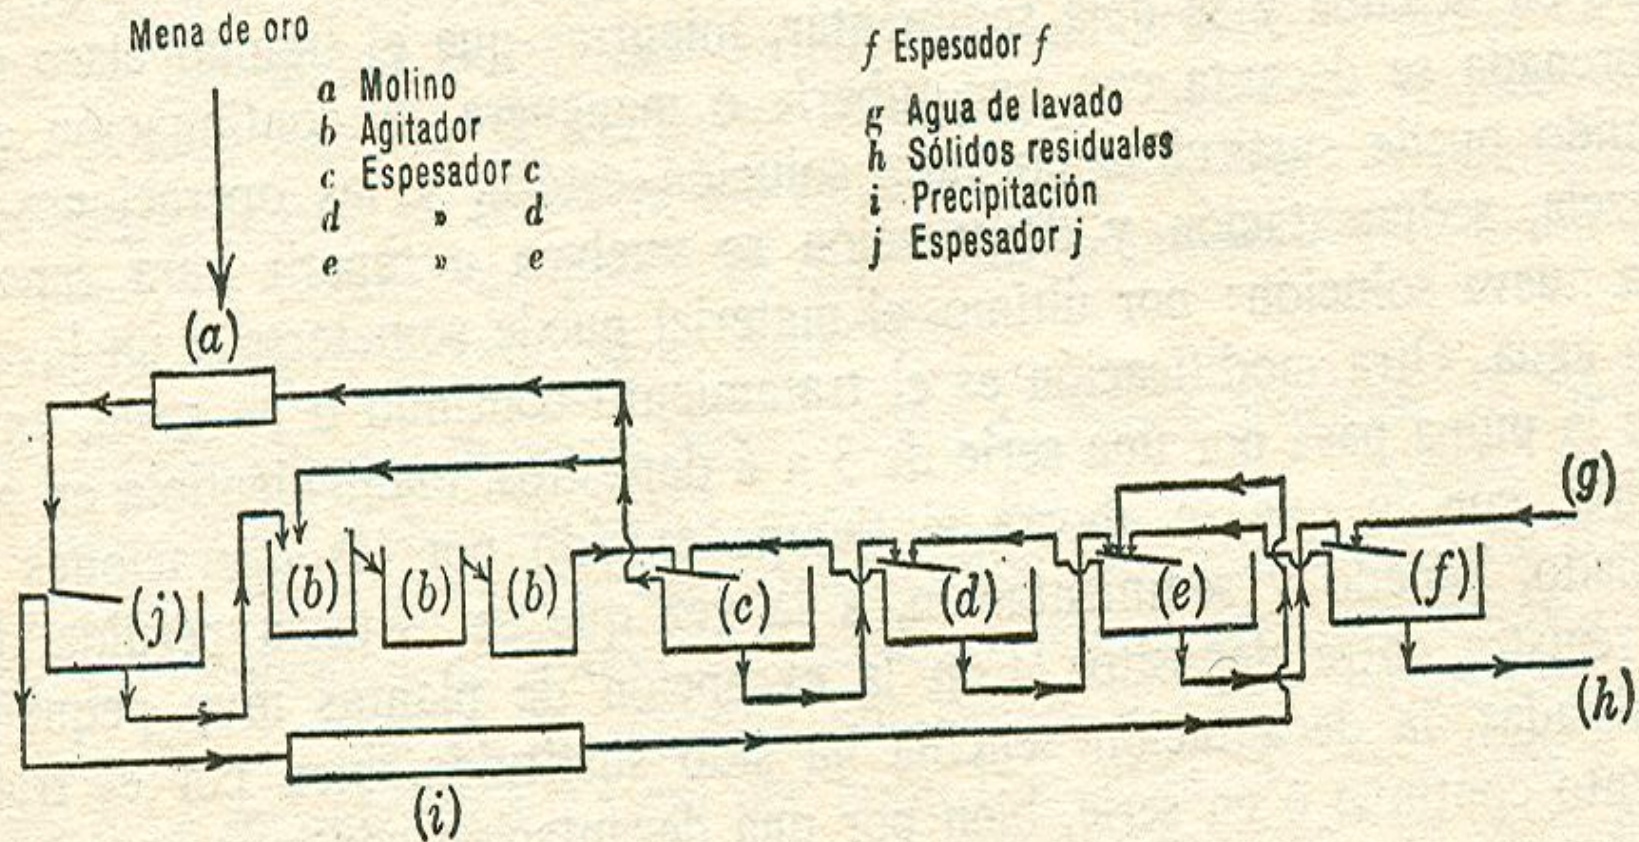 Mena de oro
a Molino
b Agitador
c Espesador c
d » d
e » e
f Espesador f
g Agua de lavado
h Sólidos residuales
i Precipitación
j Espesador j
(a)
(g)
(j)
(b)
(b)
(b)
(c)
(d)
(e)
(f)
(h)
(i)